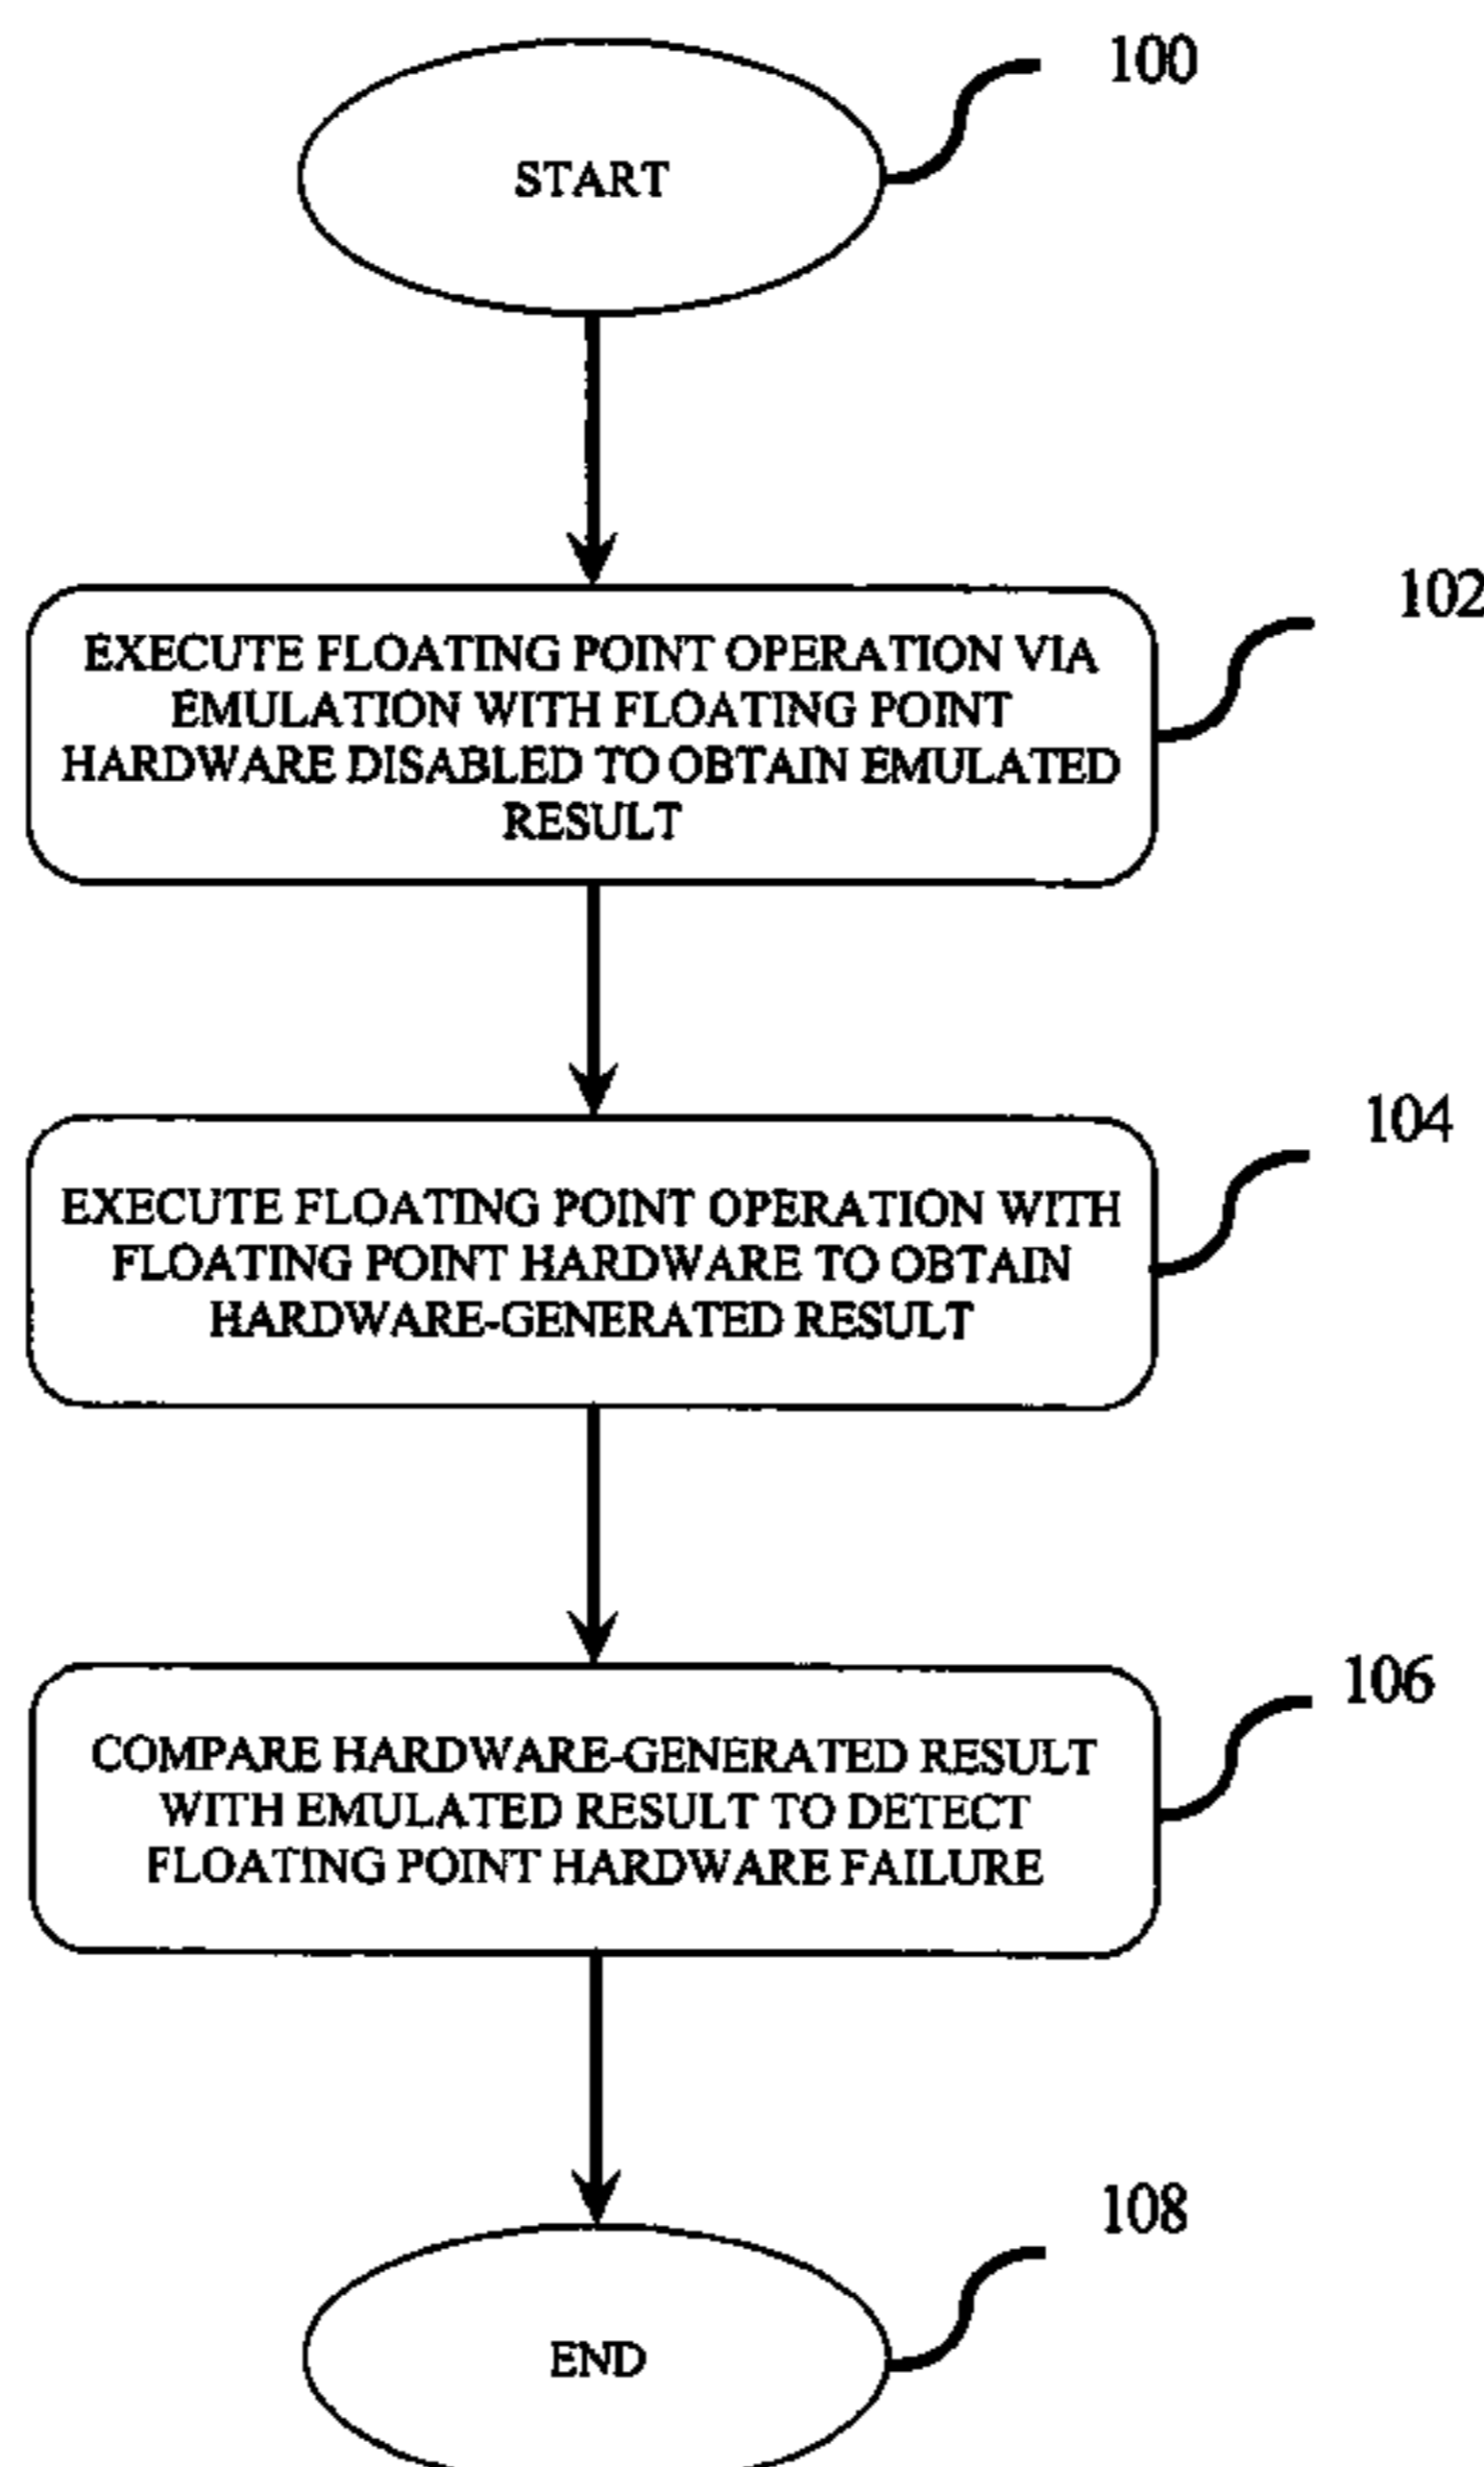 100
START
102
EXECUTE FLOATING POINT OPERATION VIA
EMULATION WITH FLOATING POINT
HARDWARE DISABLED TO OBTAIN EMULATED
RESULT
104
EXECUTE FLOATING POINT OPERATION WITH
FLOATING POINT HARDWARE TO OBTAIN
HARDWARE-GENERATED RESULT
106
COMPARE HARDWARE-GENERATED RESULT
WITH EMULATED RESULT TO DETECT
FLOATING POINT HARDWARE FAILURE
108
END